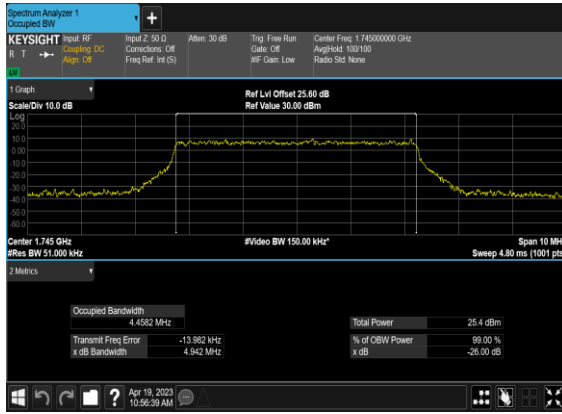 Spectrum Analyzer 1
Occupied BW
KEYSIGHT
R T
LXI
Input: RF
Coupling: DC
Align: Off
Input Z: 50 Ω
Corrections: Off
Freq Ref: Int (S)
Atten: 30 dB
Trig: Free Run
Gate: Off
#IF Gain: Low
Center Freq: 1.745000000 GHz
Avg|Hold: 100/100
Radio Std: None
1 Graph
Scale/Div 10.0 dB
Ref Lvl Offset 25.60 dB
Ref Value 30.00 dBm
Log
20.0
10.0
0.00
-10.0
-20.0
-30.0
-40.0
-50.0
-60.0
Center 1.745 GHz
#Res BW 51.000 kHz
#Video BW 150.00 kHz*
Span 10 MH
Sweep 4.80 ms (1001 pts
2 Metrics
Occupied Bandwidth
4.4582 MHz
Total Power 25.4 dBm
Transmit Freq Error -13.982 kHz
% of OBW Power 99.00 %
x dB Bandwidth 4.942 MHz
x dB -26.00 dB
?
Apr 19, 2023
10:56:39 AM